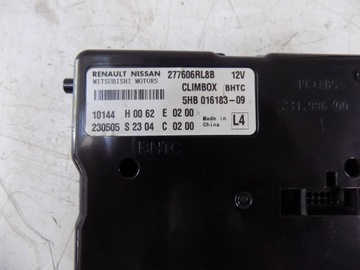 RENAULT NISSAN 277606RL8B 12V
MITSUBISHI MOTORS CLIMBOX BHTC
5HB 016183-09
10144 H 00 62 E 02 00 Made in China L4
230505 S 23 04 C 02 00
BHTC